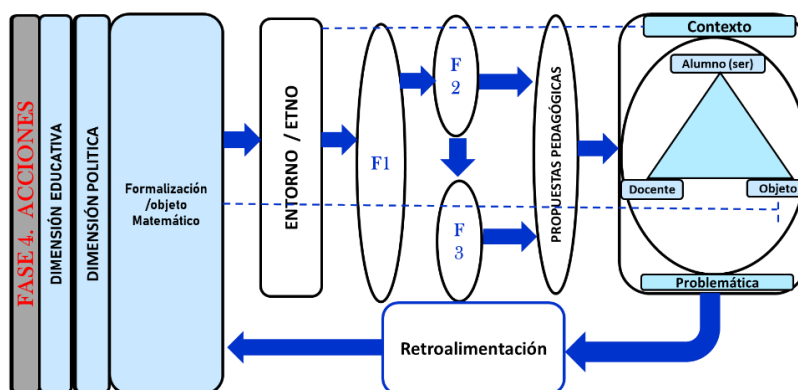 FASE 4. ACCIONES
DIMENSIÓN EDUCATIVA
DIMENSIÓN POLITICA
Formalización
/objeto
Matemático
ENTORNO / ETNO
F1
F
2
F
3
PROPUESTAS PEDAGÓGICAS
Contexto
Alumno (ser)
Docente
Objeto
Problemática
Retroalimentación